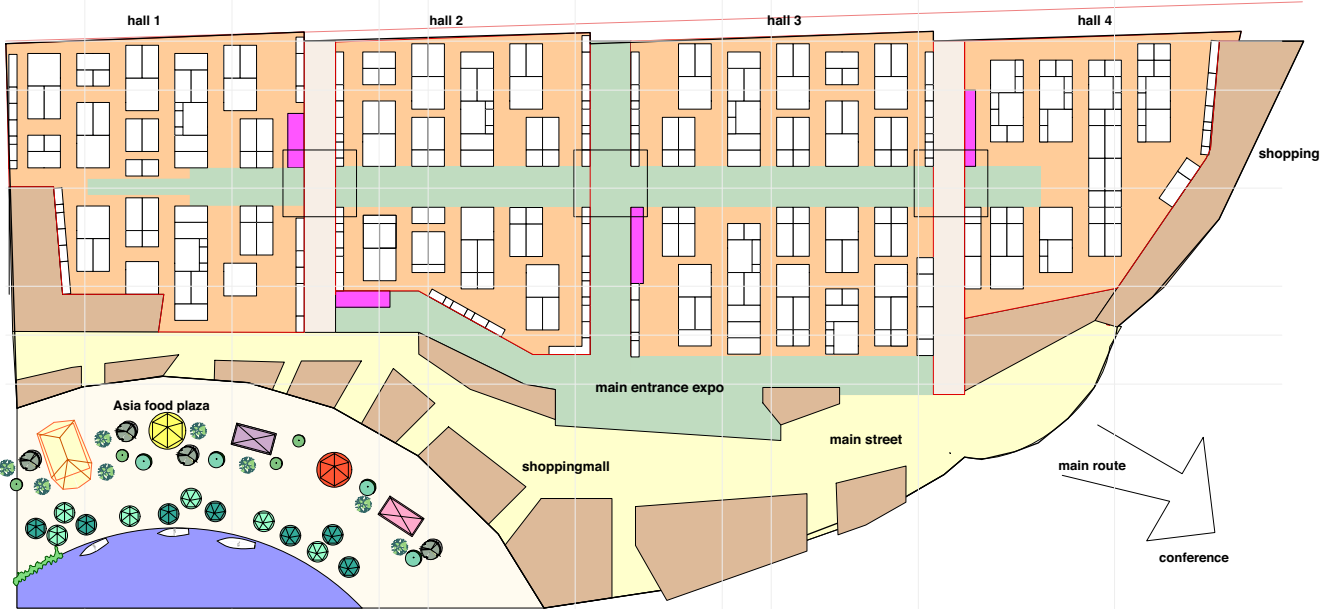 hall 1
hall 2
hall 3
hall 4
shopping
main entrance expo
Asia food plaza
main street
shoppingmall
main route
conference